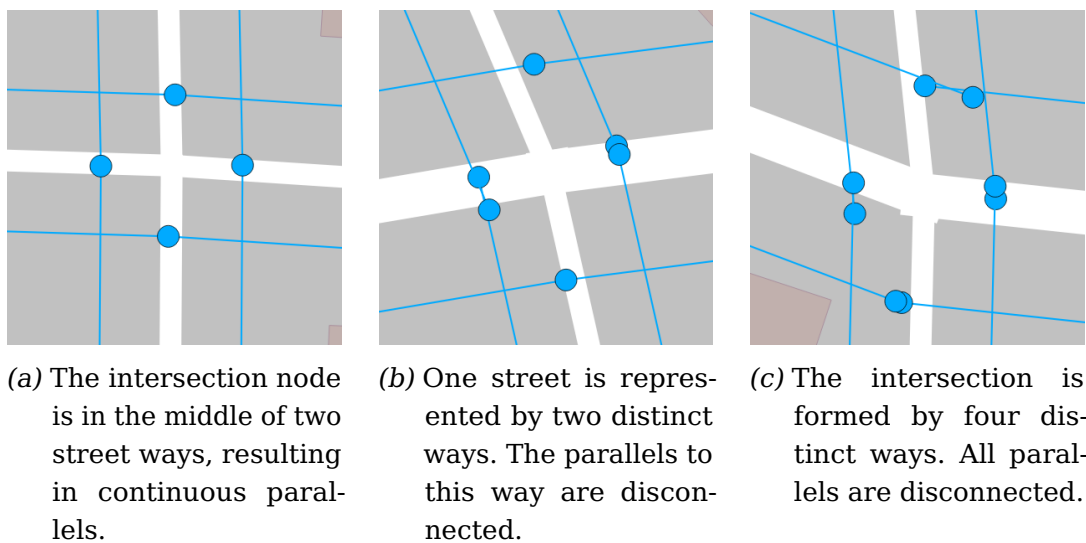 (a) The intersection node
is in the middle of two
street ways, resulting
in continuous paral-
lels.
(b) One street is repres-
ented by two distinct
ways. The parallels to
this way are discon-
nected.
(c) The intersection is
formed by four dis-
tinct ways. All paral-
lels are disconnected.